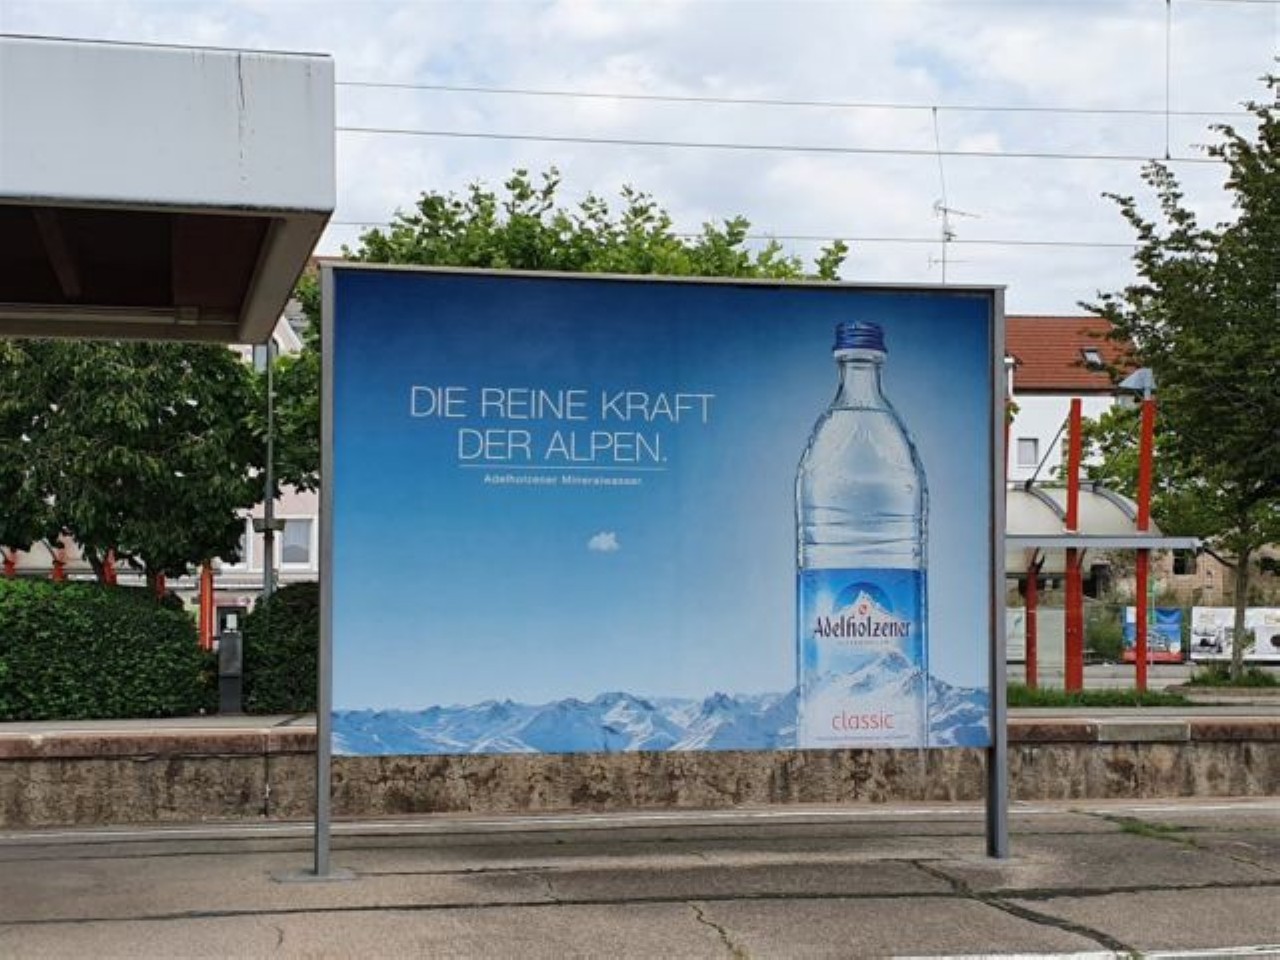 DIE REINE KRAFT
DER ALPEN.
Adelholzener Mineralwasser
Adelholzener
classic